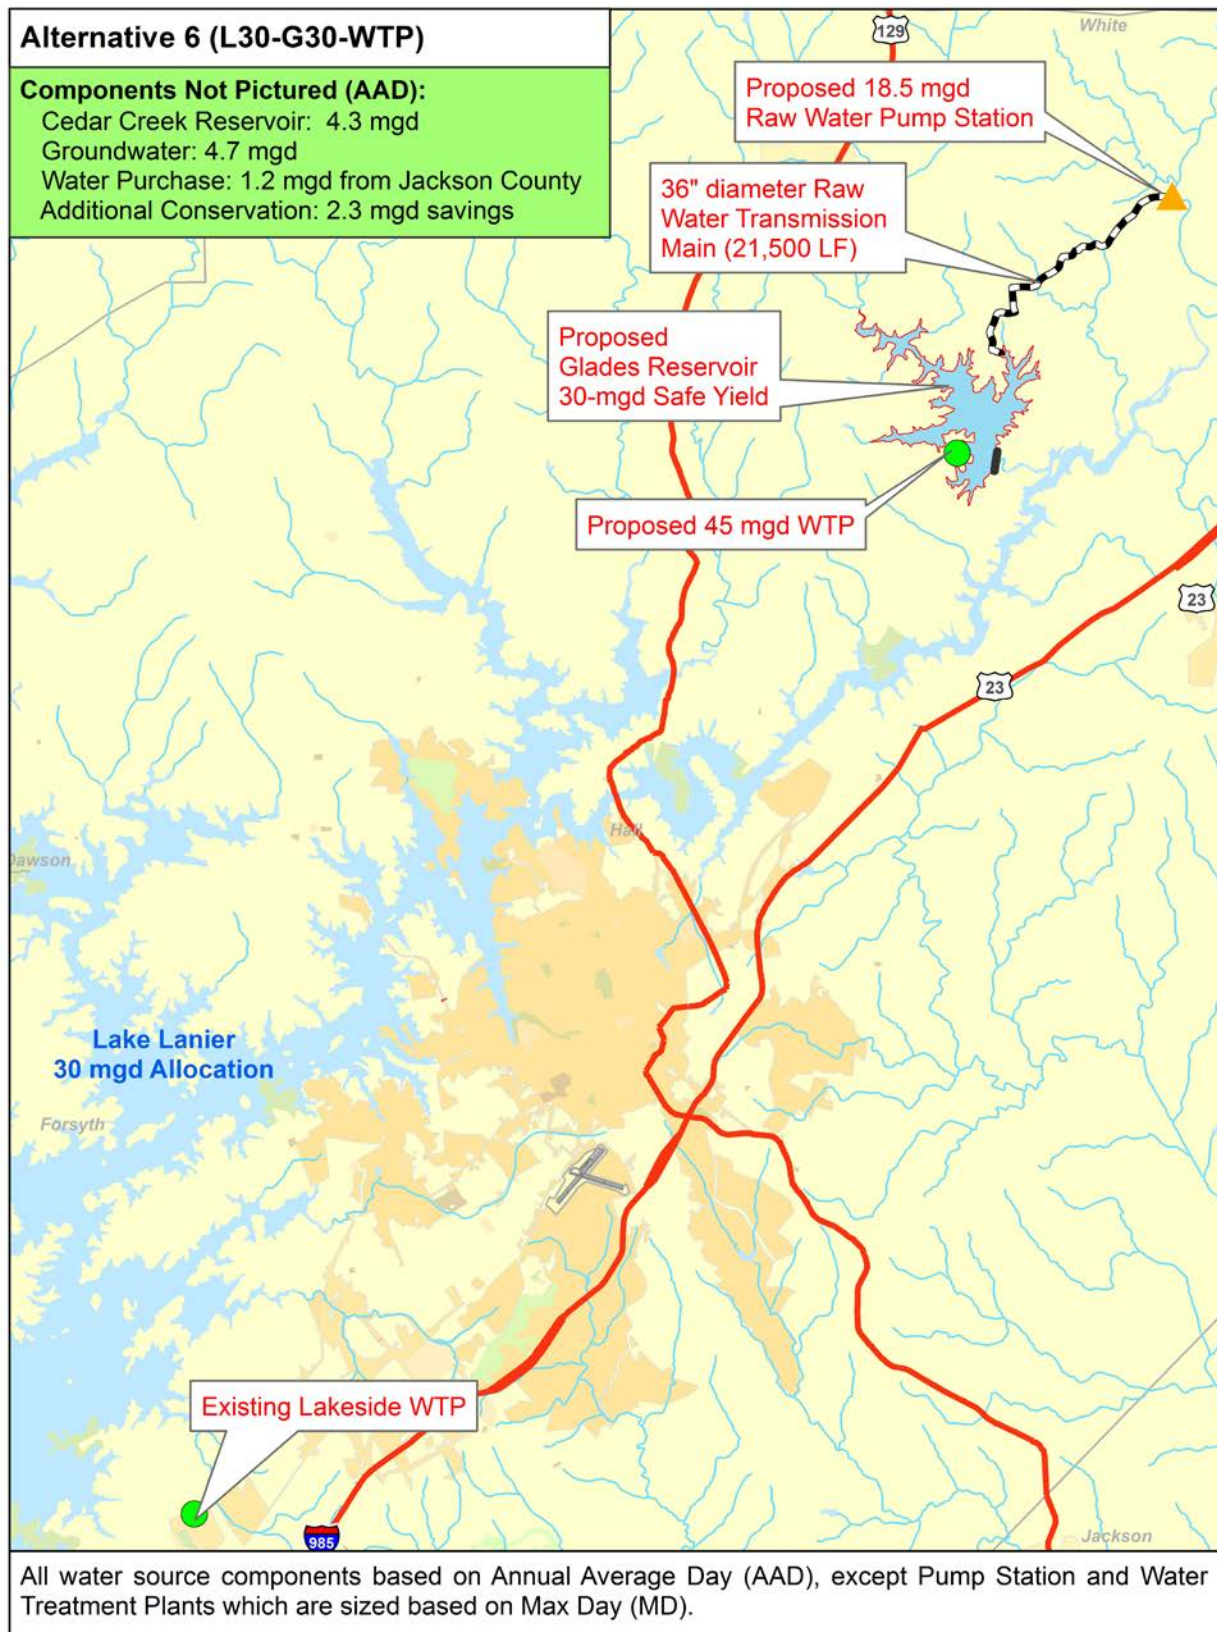 Alternative 6 (L30-G30-WTP)
Components Not Pictured (AAD):
Cedar Creek Reservoir: 4.3 mgd
Groundwater: 4.7 mgd
Water Purchase: 1.2 mgd from Jackson County
Additional Conservation: 2.3 mgd savings
129
White
Proposed 18.5 mgd
Raw Water Pump Station
36" diameter Raw
Water Transmission
Main (21,500 LF)
Proposed
Glades Reservoir
30-mgd Safe Yield
Proposed 45 mgd WTP
23
23
Hall
Dawson
Lake Lanier
30 mgd Allocation
Forsyth
Existing Lakeside WTP
985
Jackson
All water source components based on Annual Average Day (AAD), except Pump Station and Water
Treatment Plants which are sized based on Max Day (MD).